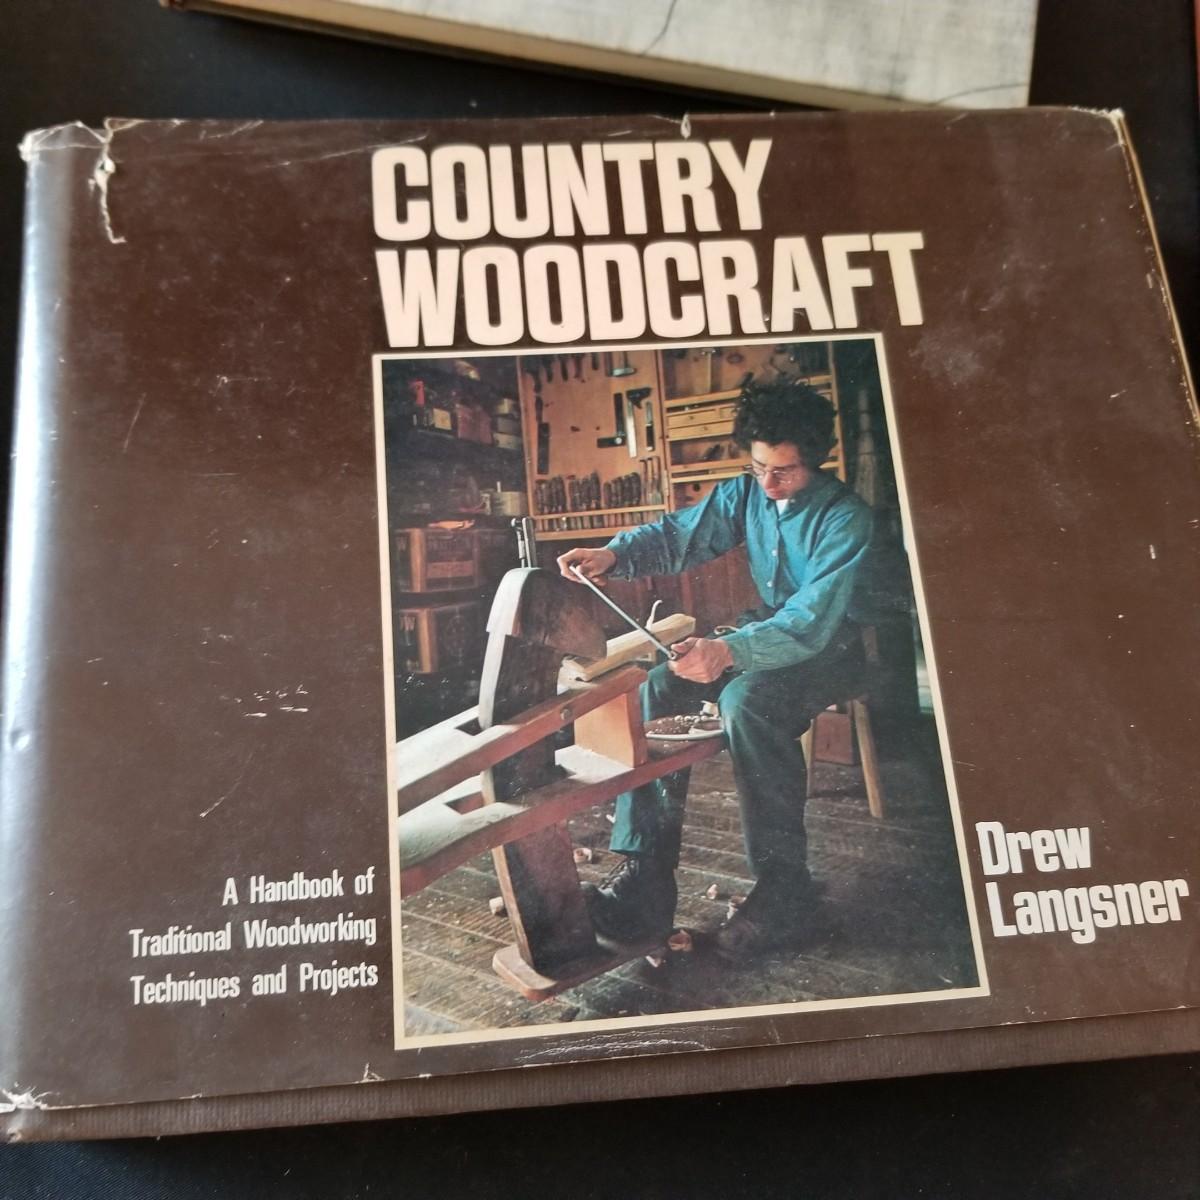 COUNTRY
WOODCRAFT
A Handbook of
Traditional Woodworking
Techniques and Projects
Drew
Langsner